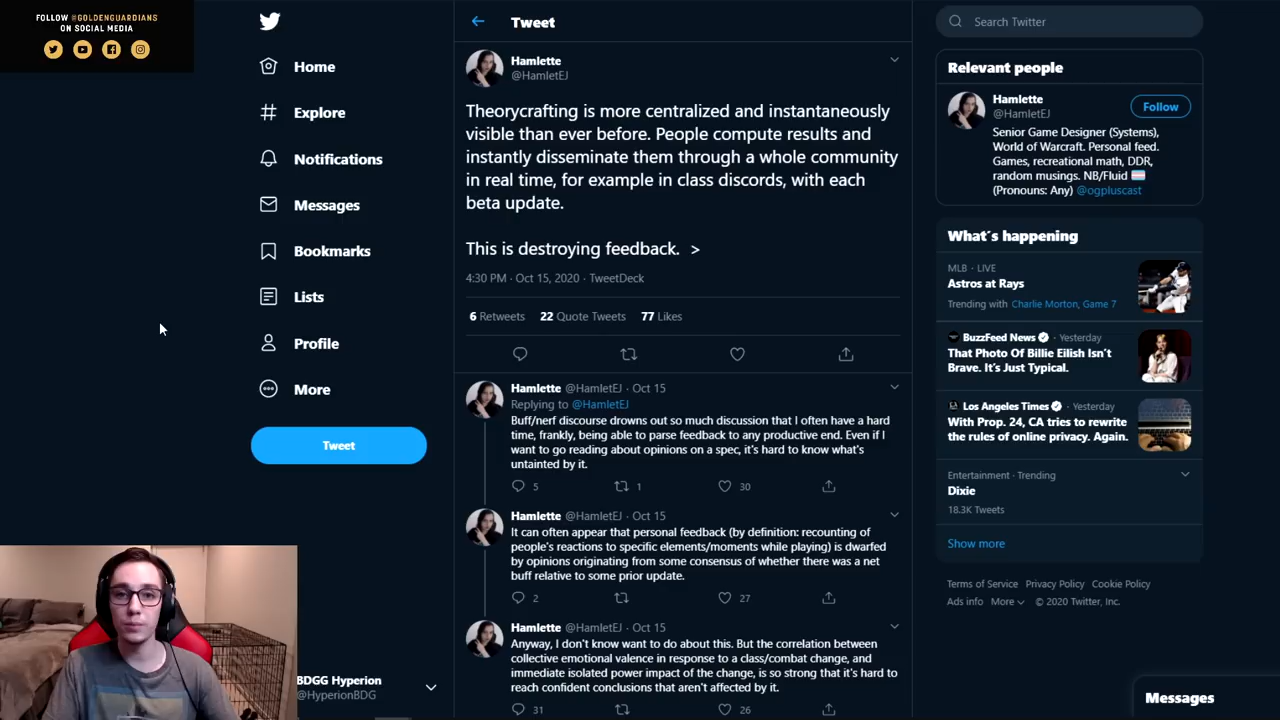 FOLLOW #GOLDENGUARDIANS
ON SOCIAL MEDIA
Home
Explore
Notifications
Messages
Bookmarks
Lists
Profile
More
Tweet
BDGG Hyperion
@HyperionBDG
Tweet
Hamlette
@HamletEJ
Theorycrafting is more centralized and instantaneously
visible than ever before. People compute results and
instantly disseminate them through a whole community
in real time, for example in class discords, with each
beta update.
This is destroying feedback. >
4:30 PM · Oct 15, 2020 · TweetDeck
6 Retweets 22 Quote Tweets 77 Likes
Hamlette @HamletEJ · Oct 15
Replying to @HamletEJ
Buff/nerf discourse drowns out so much discussion that I often have a hard
time, frankly, being able to parse feedback to any productive end. Even if I
want to go reading about opinions on a spec, it's hard to know what's
untainted by it.
5 1 30
Hamlette @HamletEJ · Oct 15
It can often appear that personal feedback (by definition: recounting of
people's reactions to specific elements/moments while playing) is dwarfed
by opinions originating from some consensus of whether there was a net
buff relative to some prior update.
2 27
Hamlette @HamletEJ · Oct 15
Anyway, I don't know want to do about this. But the correlation between
collective emotional valence in response to a class/combat change, and
immediate isolated power impact of the change, is so strong that it's hard to
reach confident conclusions that aren't affected by it.
31 26
Search Twitter
Relevant people
Hamlette
@HamletEJ
Follow
Senior Game Designer (Systems),
World of Warcraft. Personal feed.
Games, recreational math, DDR,
random musings. NB/Fluid
(Pronouns: Any) @ogpluscast
What's happening
MLB · LIVE
Astros at Rays
Trending with Charlie Morton, Game 7
BuzzFeed News · Yesterday
That Photo Of Billie Eilish Isn't
Brave. It's Just Typical.
Los Angeles Times · Yesterday
With Prop. 24, CA tries to rewrite
the rules of online privacy. Again.
Entertainment · Trending
Dixie
18.3K Tweets
Show more
Terms of Service Privacy Policy Cookie Policy
Ads info More © 2020 Twitter, Inc.
Messages